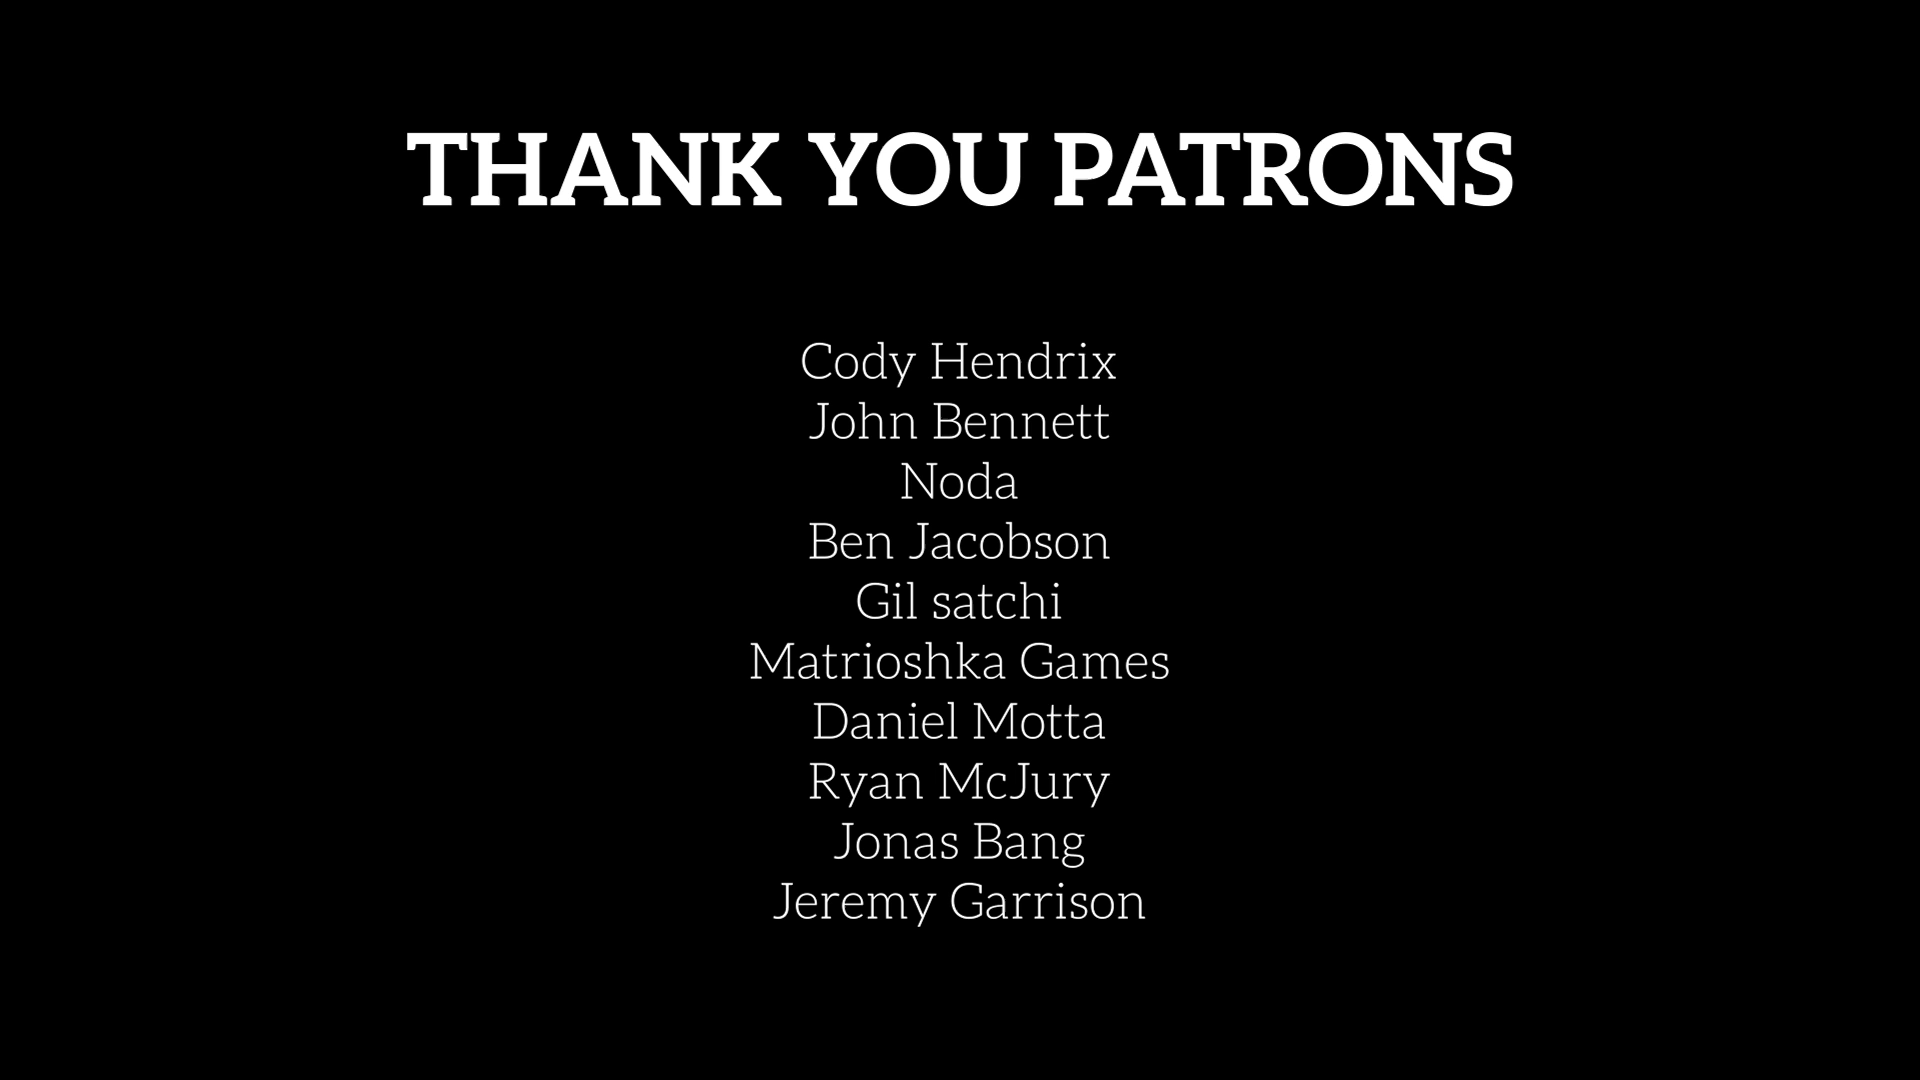 THANK YOU PATRONS
Cody Hendrix
John Bennett
Noda
Ben Jacobson
Gil satchi
Matrioshka Games
Daniel Motta
Ryan McJury
Jonas Bang
Jeremy Garrison